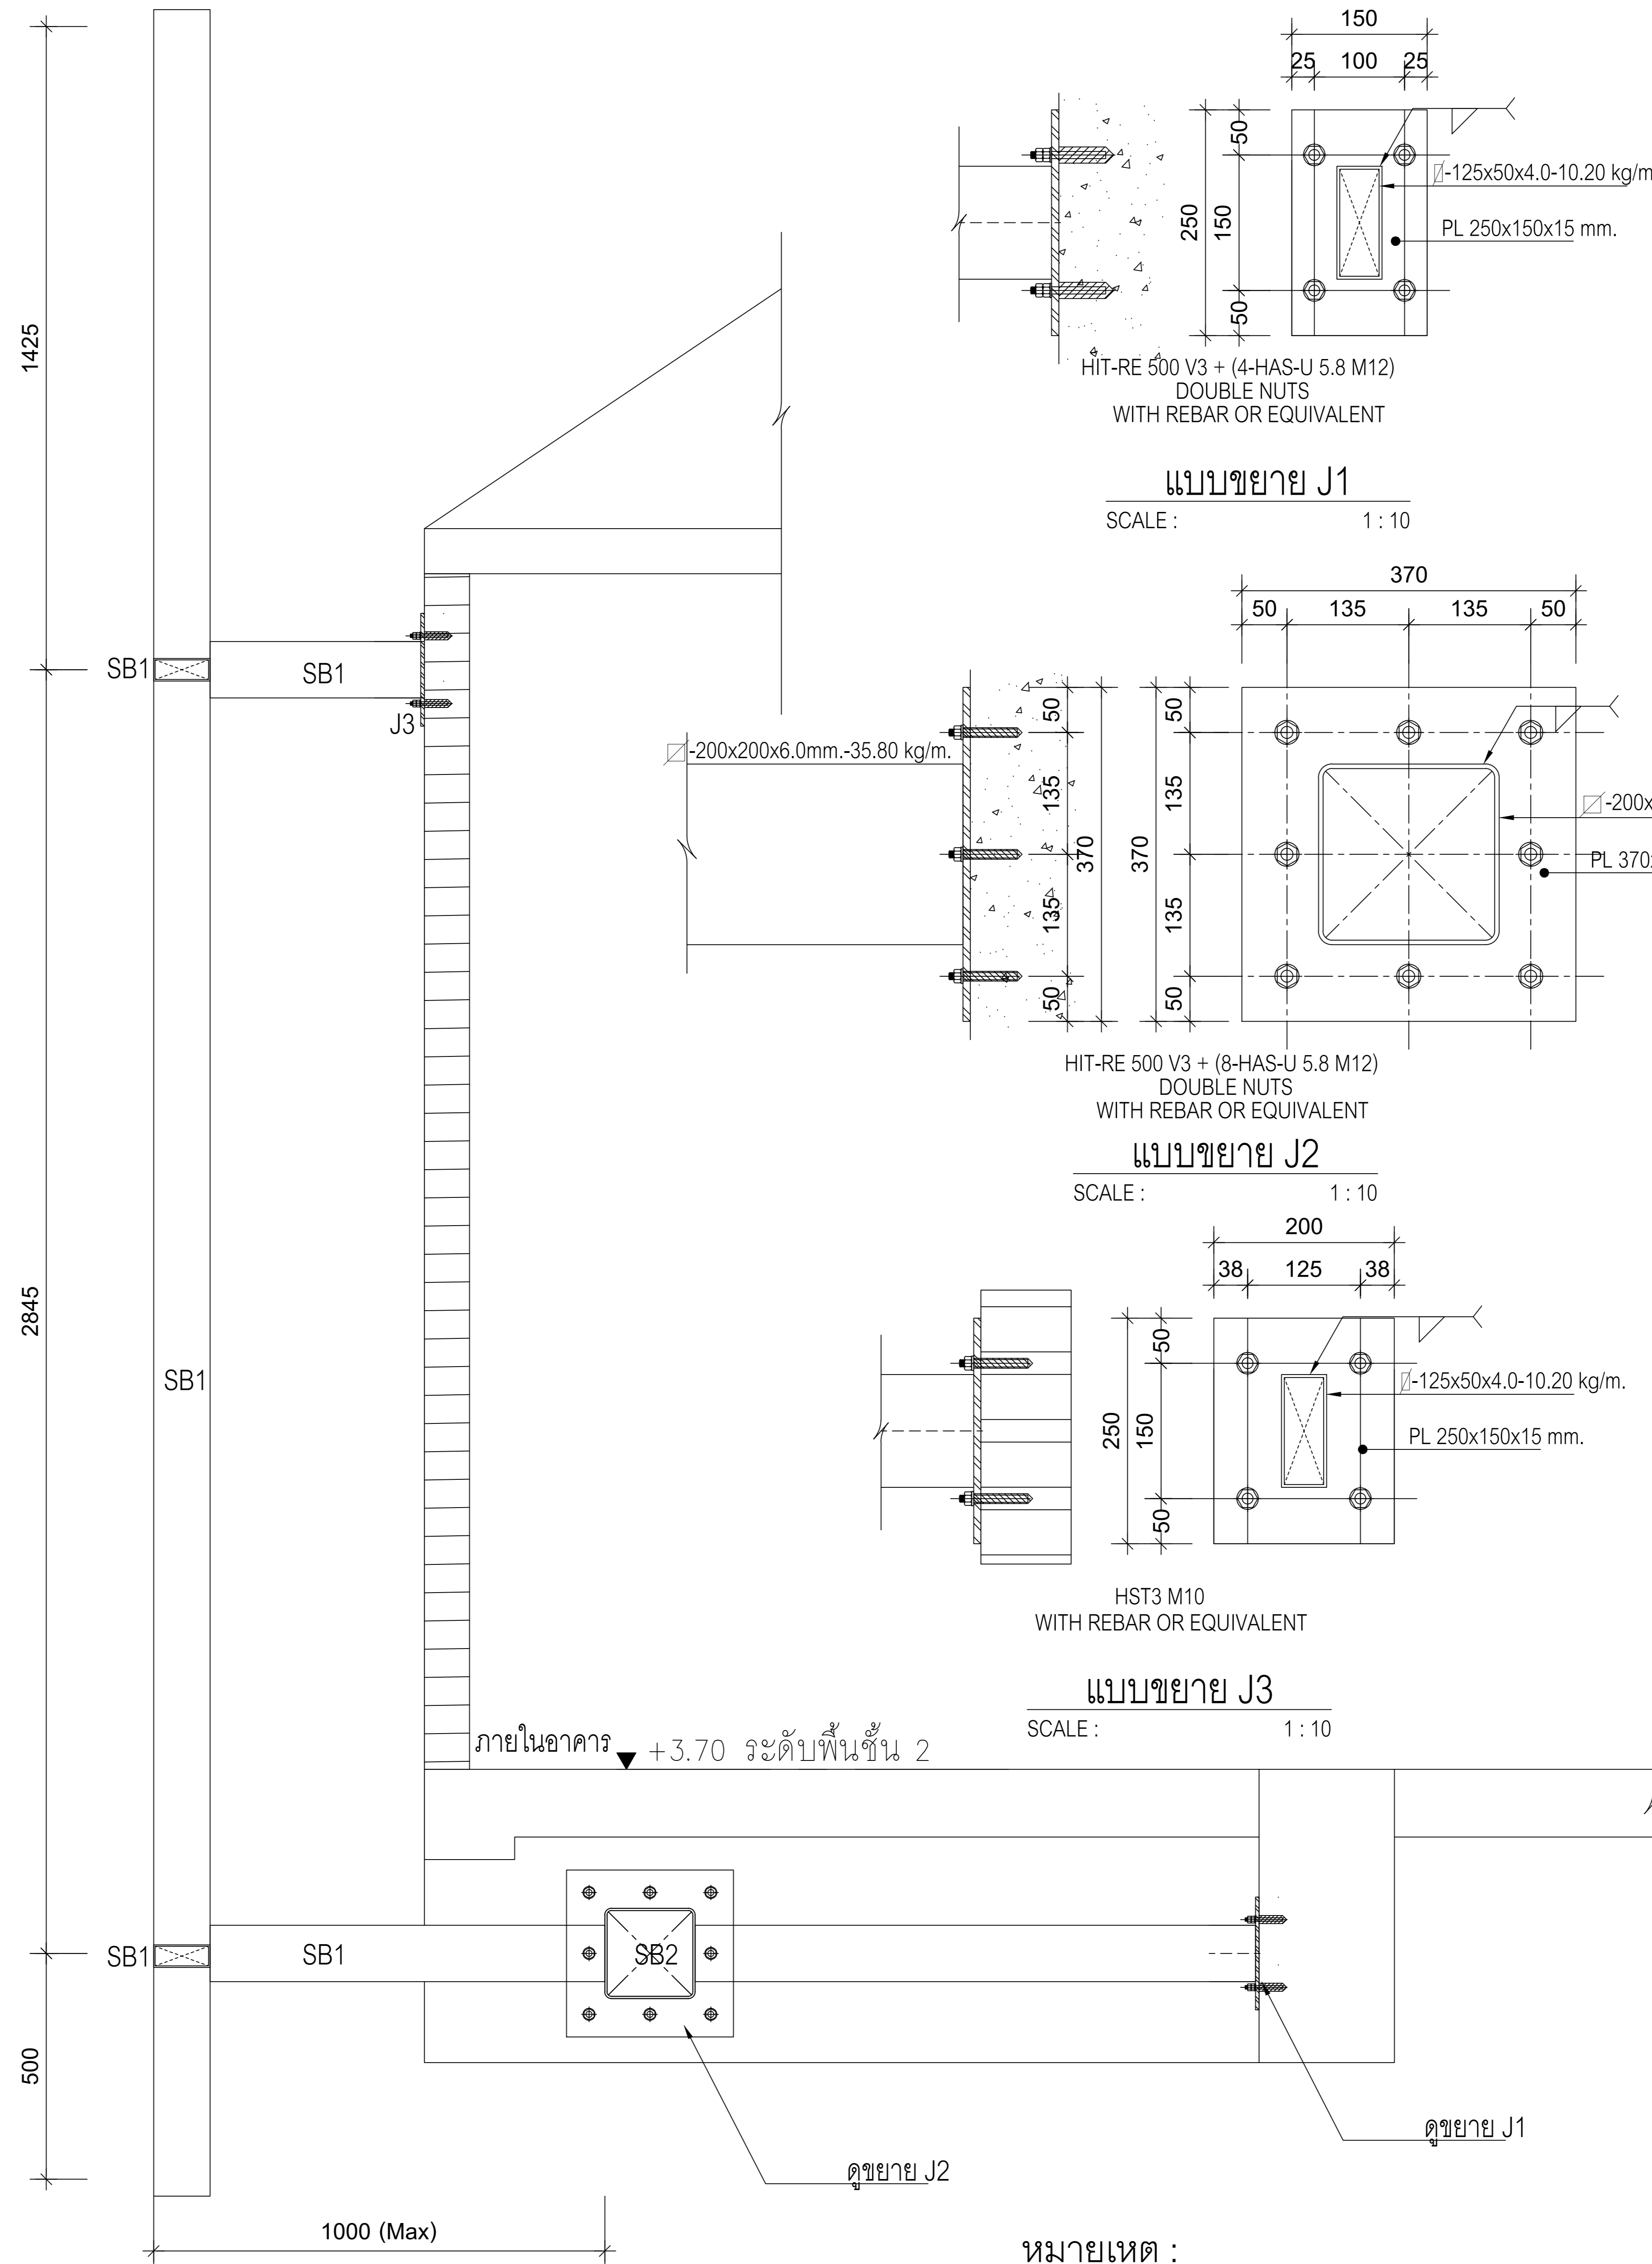 150
25 100 25
50
250
150
50
-125x50x4.0-10.20 kg/m
PL 250x150x15 mm.
HIT-RE 500 V3 + (4-HAS-U 5.8 M12)
DOUBLE NUTS
WITH REBAR OR EQUIVALENT
แบบขยาย J1
SCALE : 1 : 10
1425
SB1
SB1
J3
370
50 135 135 50
-200x200x6.0mm.-35.80 kg/m.
50
135
135
50
370
370
50
135
135
50
-200x
PL 370
HIT-RE 500 V3 + (8-HAS-U 5.8 M12)
DOUBLE NUTS
WITH REBAR OR EQUIVALENT
แบบขยาย J2
SCALE : 1 : 10
2845
SB1
200
38 125 38
50
250
150
50
-125x50x4.0-10.20 kg/m.
PL 250x150x15 mm.
HST3 M10
WITH REBAR OR EQUIVALENT
แบบขยาย J3
SCALE : 1 : 10
ภายในอาคาร
+3.70 ระดับพื้นชั้น 2
SB1
SB1
SB2
500
ดูขยาย J1
ดูขยาย J2
1000 (Max)
หมายเหตุ :